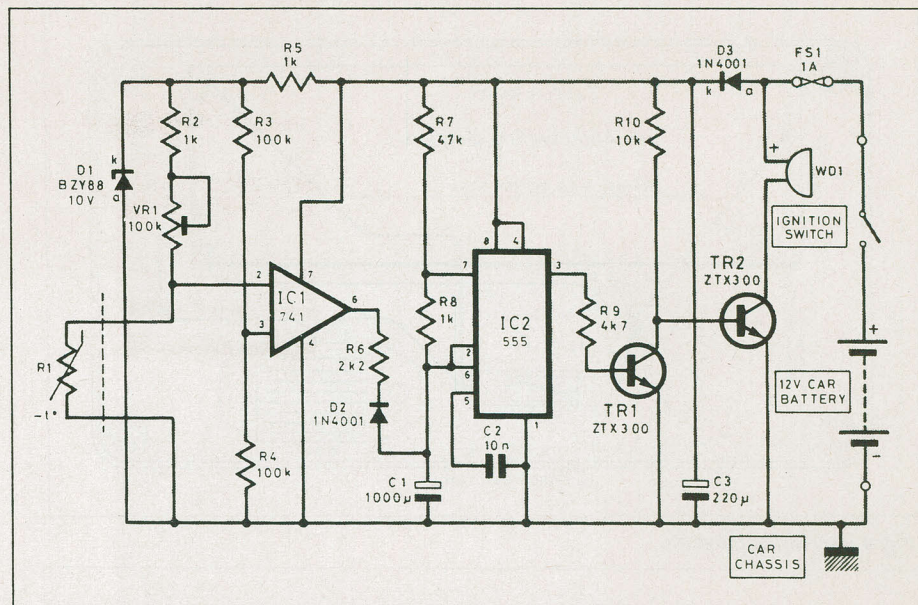 R5
1k
D3
1N4001
k
a
FS1
1A
R2
1k
R3
100k
R7
47k
R10
10k
k
D1
BZY88
10V
a
VR1
100k
+
WD1
IGNITION
SWITCH
2
7
IC1
741
3
4
6
8
4
7
3
R8
1k
IC2
555
2
6
5
1
R9
4k7
TR2
ZTX300
R1
-t°
R6
2k2
D2
1N4001
TR1
ZTX300
+
12V CAR
BATTERY
-
R4
100k
C2
10n
C1
1000µ
C3
220µ
CAR
CHASSIS